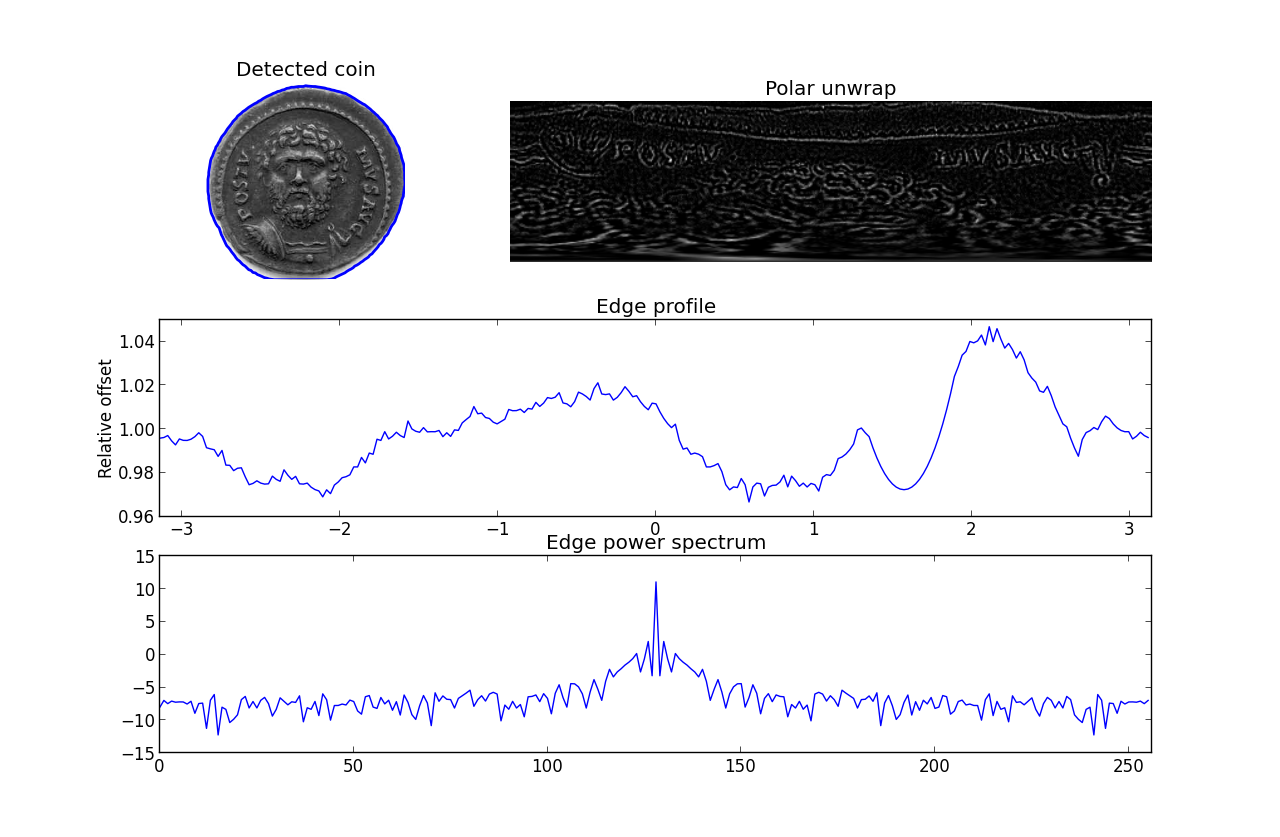 Detected coin
Polar unwrap
POSTV
MVSAVG
POSTV
Edge profile
Relative offset
1.04
1.02
1.00
0.98
0.96
−3 −2 −1 0 1 2 3
Edge power spectrum
15
10
5
0
−5
−10
−15
0 50 100 150 200 250